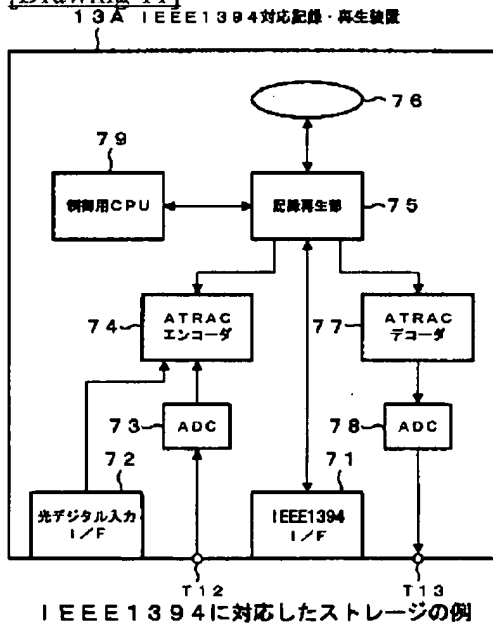 [Drawing 11]
13A IEEE1394対応記録・再生装置
76
79
制御用CPU
記録再生部
75
74
ATRAC
エンコーダ
77
ATRAC
デコーダ
73
ADC
78
ADC
72
71
光デジタル入力
I/F
IEEE1394
I/F
T12
T13
IEEE1394に対応したストレージの例